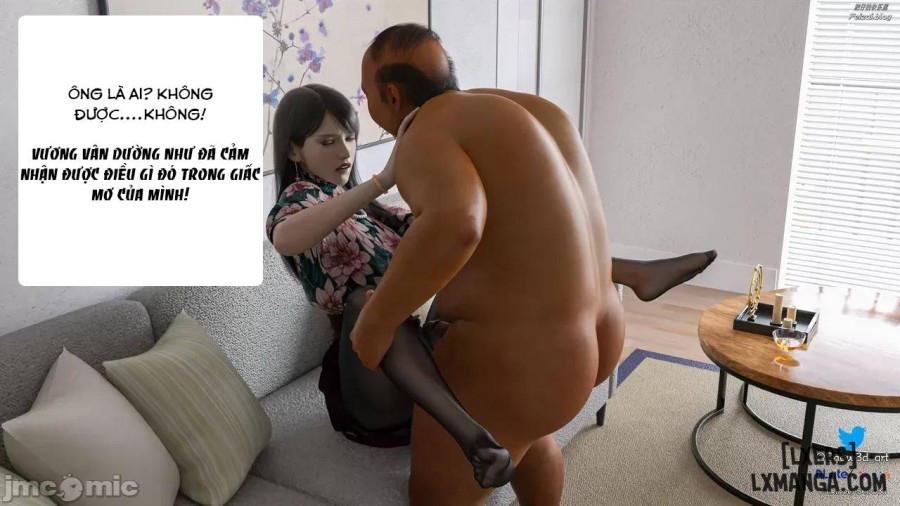 ÔNG LÀ AI? KHÔNG
ĐƯỢC....KHÔNG!
VƯƠNG VÂN DƯỜNG NHƯ ĐÃ CẢM
NHẬN ĐƯỢC ĐIỀU GÌ ĐÓ TRONG GIẤC
MƠ CỦA MÌNH!
jmcomic
[LXERS]
LXMANGA.COM